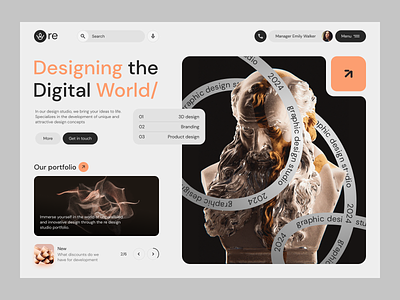 re
Search
Manager Emily Walker
Menu
Designing the
Digital World/
In our design studio, we bring your ideas to life.
Specializes in the development of unique and
attractive design concepts
More
Get in touch
01 3D design
02 Branding
03 Product design
graphic design studio 2024 graphic design studio 2024
graphic design studio 2024 graphic design studio
Our portfolio
Immerse yourself in the world of
and innovative design through the re design
studio portfolio.
New
What discounts do we
have for development